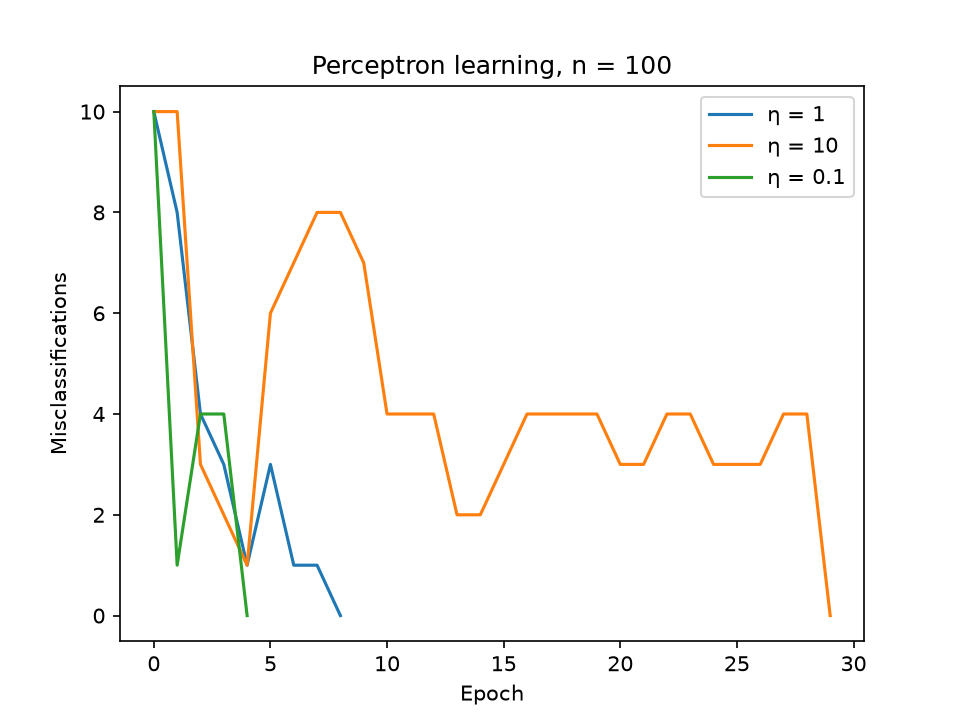 Perceptron learning, n = 100
η = 1
η = 10
η = 0.1
Misclassifications
10
8
6
4
2
0
0 5 10 15 20 25 30
Epoch